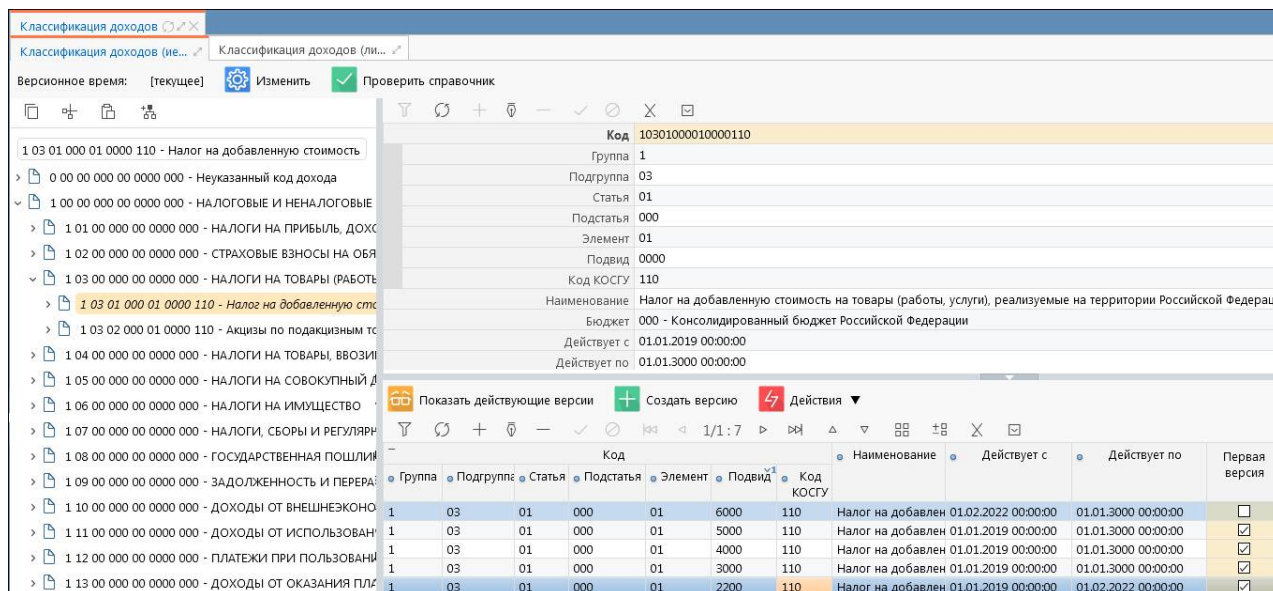 Классификация доходов
Классификация доходов (ие... Классификация доходов (ли...
Версионное время: [текущее] Изменить Проверить справочник
1 03 01 000 01 0000 110 - Налог на добавленную стоимость
0 00 00 000 00 0000 000 - Неуказанный код дохода
1 00 00 000 00 0000 000 - НАЛОГОВЫЕ И НЕНАЛОГОВЫЕ
1 01 00 000 00 0000 000 - НАЛОГИ НА ПРИБЫЛЬ, ДОХО
1 02 00 000 00 0000 000 - СТРАХОВЫЕ ВЗНОСЫ НА ОБЯ
1 03 00 000 00 0000 000 - НАЛОГИ НА ТОВАРЫ (РАБОТЬ
1 03 01 000 01 0000 110 - Налог на добавленную сто
1 03 02 000 01 0000 110 - Акцизы по подакцизным то
1 04 00 000 00 0000 000 - НАЛОГИ НА ТОВАРЫ, ВВОЗИ
1 05 00 000 00 0000 000 - НАЛОГИ НА СОВОКУПНЫЙ Д
1 06 00 000 00 0000 000 - НАЛОГИ НА ИМУЩЕСТВО
1 07 00 000 00 0000 000 - НАЛОГИ, СБОРЫ И РЕГУЛЯРН
1 08 00 000 00 0000 000 - ГОСУДАРСТВЕННАЯ ПОШЛИ
1 09 00 000 00 0000 000 - ЗАДОЛЖЕННОСТЬ И ПЕРЕРА
1 10 00 000 00 0000 000 - ДОХОДЫ ОТ ВНЕШНЕЭКОНО
1 11 00 000 00 0000 000 - ДОХОДЫ ОТ ИСПОЛЬЗОВАН
1 12 00 000 00 0000 000 - ПЛАТЕЖИ ПРИ ПОЛЬЗОВАНИ
1 13 00 000 00 0000 000 - ДОХОДЫ ОТ ОКАЗАНИЯ ПЛА
Код 10301000010000110
Группа 1
Подгруппа 03
Статья 01
Подстатья 000
Элемент 01
Подвид 0000
Код КОСГУ 110
Наименование Налог на добавленную стоимость на товары (работы, услуги), реализуемые на территории Российской Федерац
Бюджет 000 - Консолидированный бюджет Российской Федерации
Действует с 01.01.2019 00:00:00
Действует по 01.01.3000 00:00:00
Показать действующие версии Создать версию Действия
1/1 : 7
Код Наименование Действует с Действует по Первая версия
Группа Подгруппа Статья Подстатья Элемент Подвид 1 Код КОСГУ
1 03 01 000 01 6000 110 Налог на добавлен 01.02.2022 00:00:00 01.01.3000 00:00:00
1 03 01 000 01 5000 110 Налог на добавлен 01.01.2019 00:00:00 01.01.3000 00:00:00
1 03 01 000 01 4000 110 Налог на добавлен 01.01.2019 00:00:00 01.01.3000 00:00:00
1 03 01 000 01 3000 110 Налог на добавлен 01.01.2019 00:00:00 01.01.3000 00:00:00
1 03 01 000 01 2200 110 Налог на добавлен 01.01.2019 00:00:00 01.02.2022 00:00:00